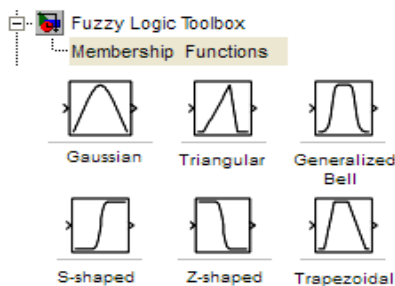 Fuzzy Logic Toolbox
Membership Functions
Gaussian
Triangular
Generalized
Bell
S-shaped
Z-shaped
Trapezoidal